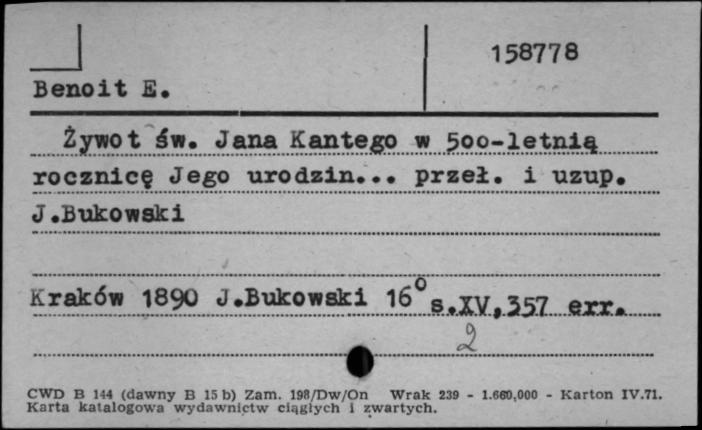 158778
Benoit E.
Żywot św. Jana Kantego w 500-letnią
rocznicę Jego urodzin... przeł. i uzup.
J.Bukowski
Kraków 1890 J.Bukowski 16° s.XV,357 err.
2
CWD B 144 (dawny B 15 b) Zam. 198/Dw/On Wrak 239 - 1.660,000 - Karton IV.71.
Karta katalogowa wydawnictw ciągłych i zwartych.